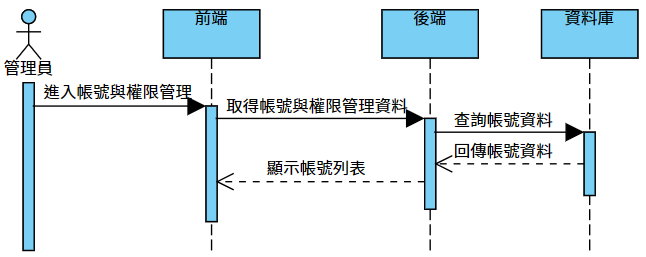 前端
後端
資料庫
管理員
進入帳號與權限管理
取得帳號與權限管理資料
查詢帳號資料
回傳帳號資料
顯示帳號列表